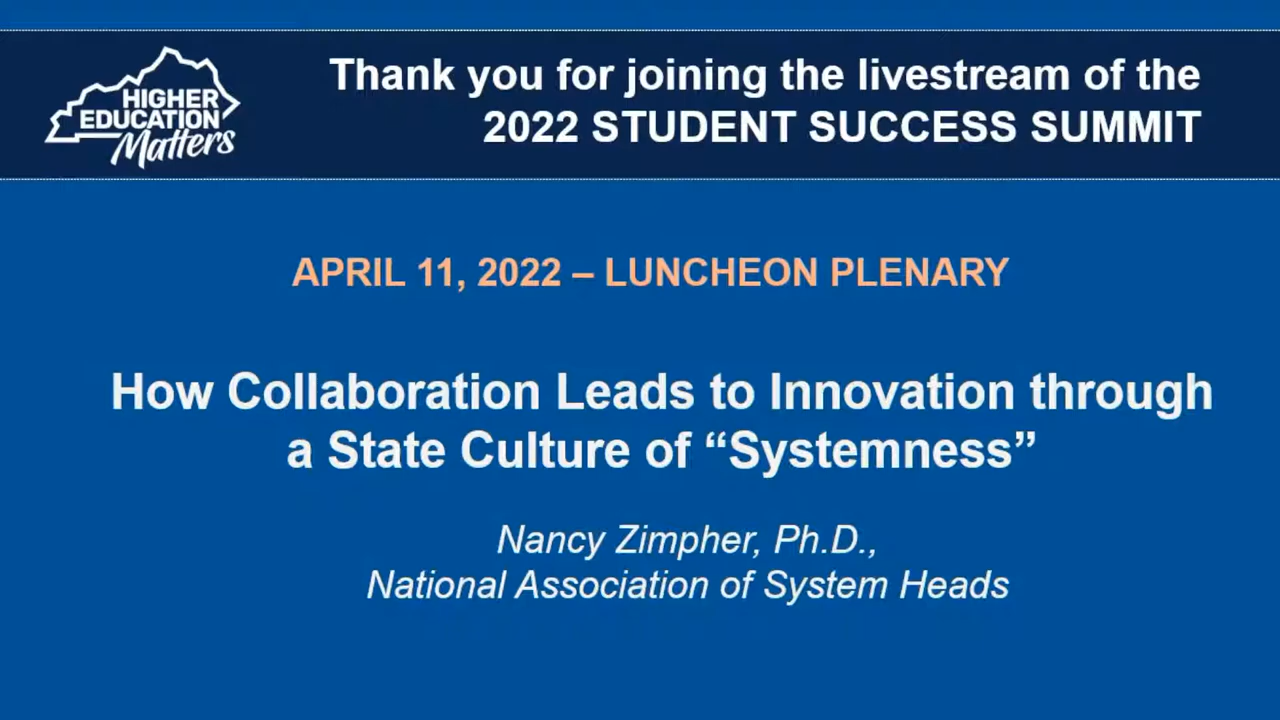 HIGHER
EDUCATION
Matters
Thank you for joining the livestream of the
2022 STUDENT SUCCESS SUMMIT
APRIL 11, 2022 – LUNCHEON PLENARY
How Collaboration Leads to Innovation through
a State Culture of “Systemness”
Nancy Zimpher, Ph.D.,
National Association of System Heads